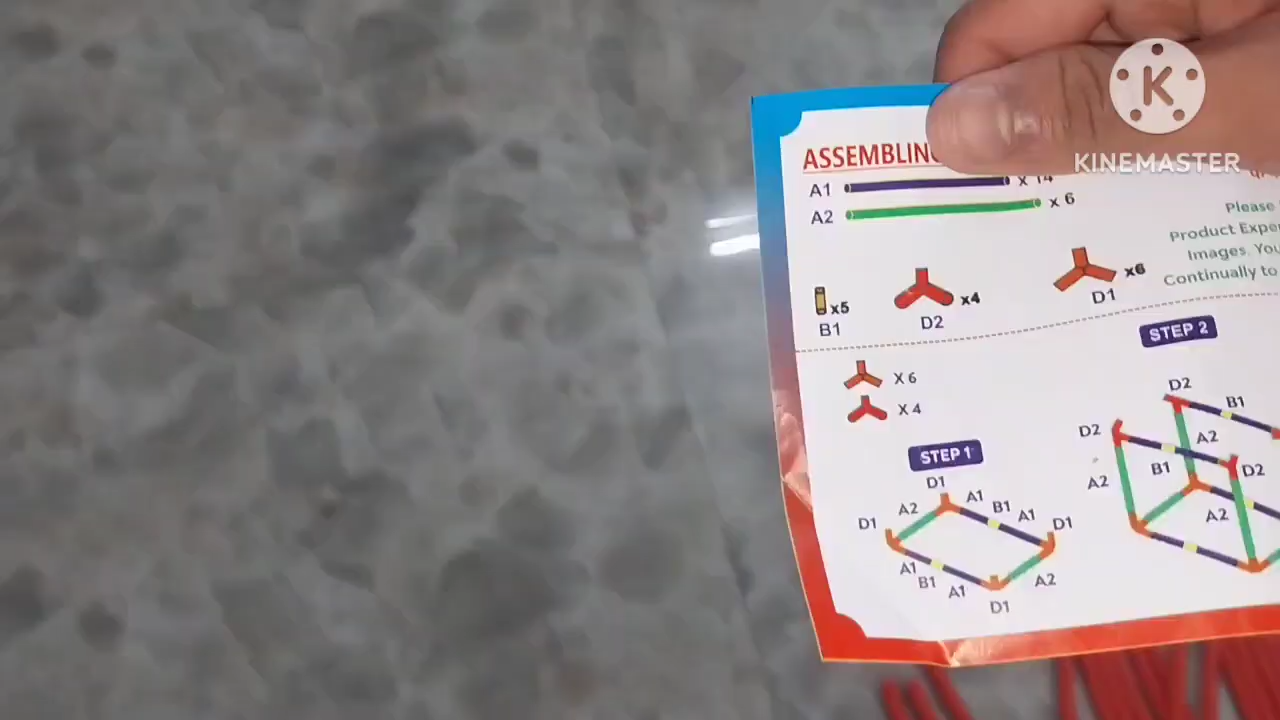 K
KINEMASTER
ASSEMBLING
A1 x 14
A2 x 6
Please
Product Exper
Images, You
Continually to
x5
B1
x4
D2
x6
D1
X 6
X 4
STEP 1
D1
A2 A1
B1
A1
D1 D1
A1
B1
A1 A2
D1
STEP 2
D2
B1
D2
A2
B1 D2
A2
A2